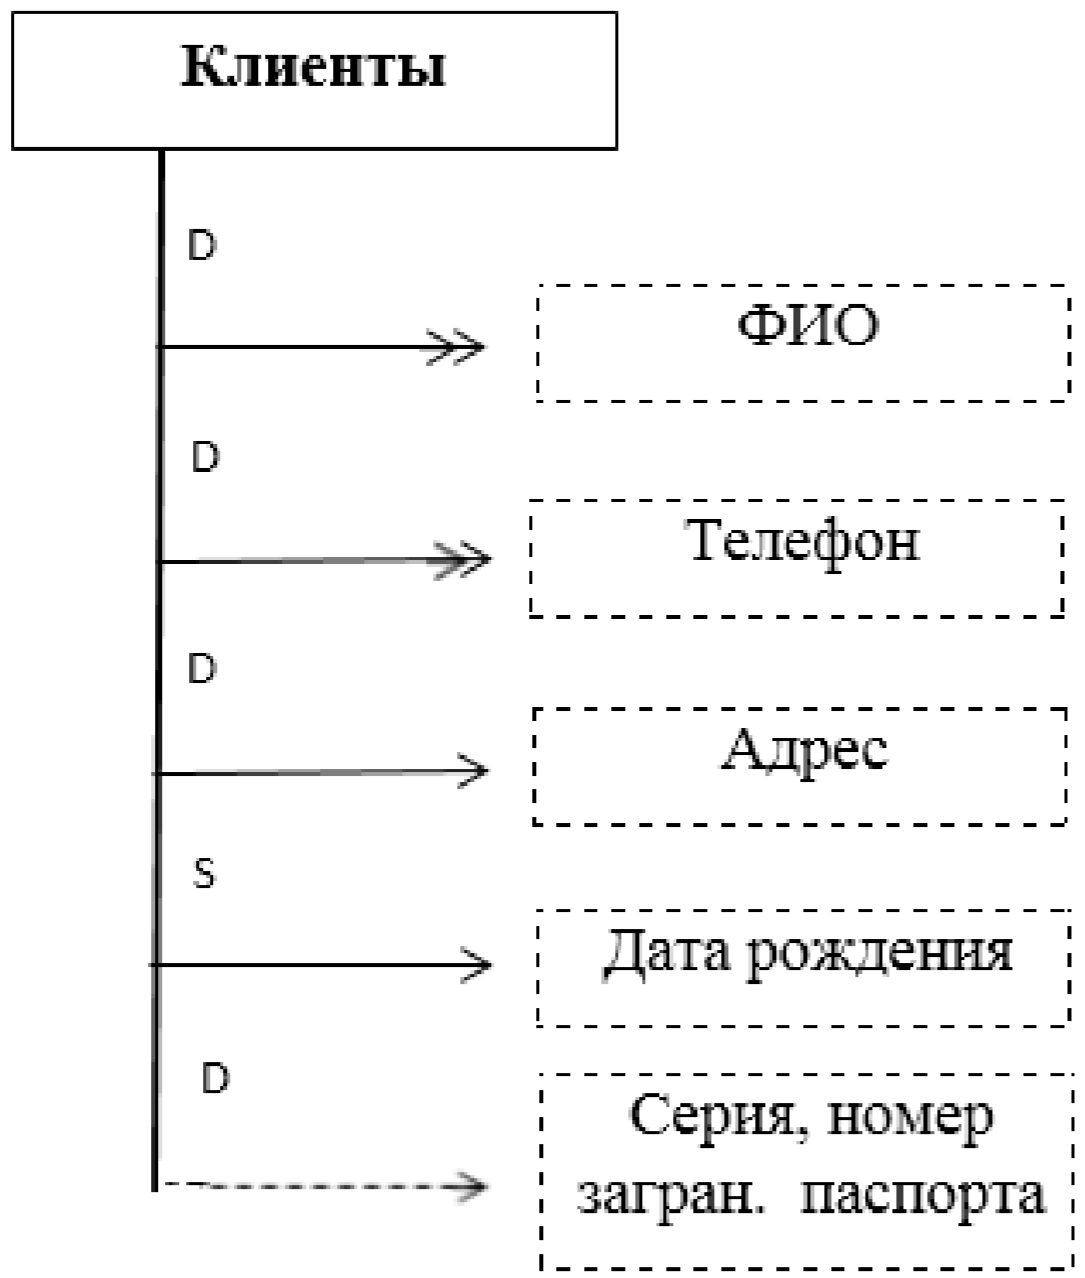 Клиенты
D
ФИО
D
Телефон
D
Адрес
S
Дата рождения
D
Серия, номер
загран. паспорта